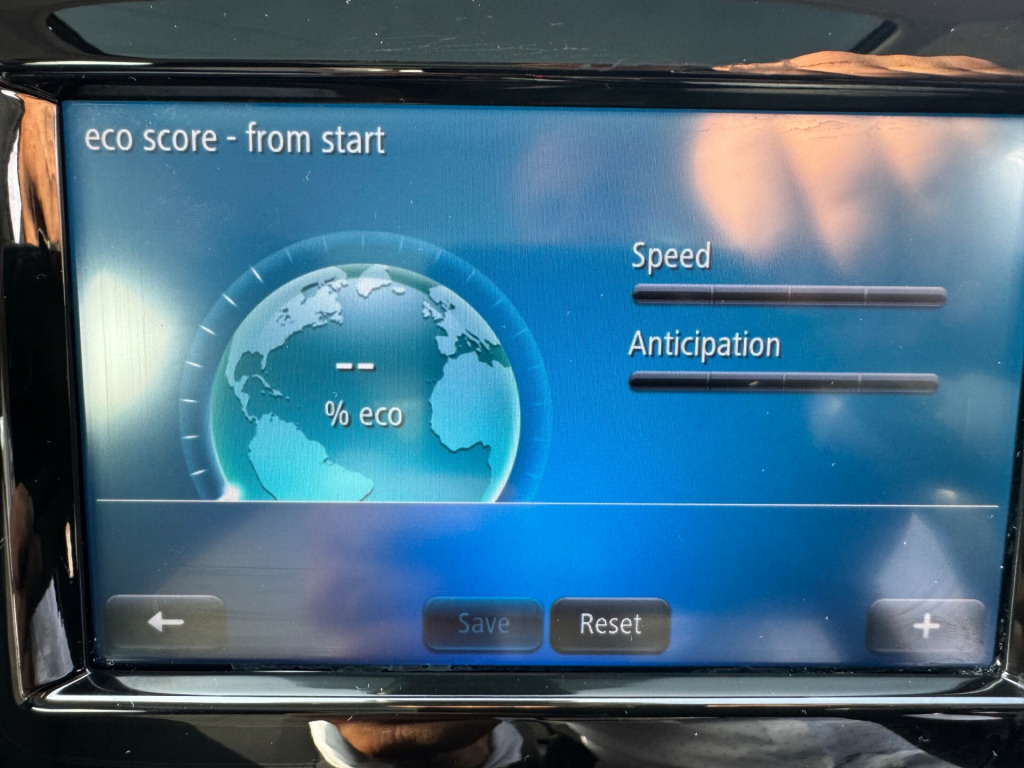 eco score - from start
Speed
Anticipation
--
% eco
Save
Reset
+